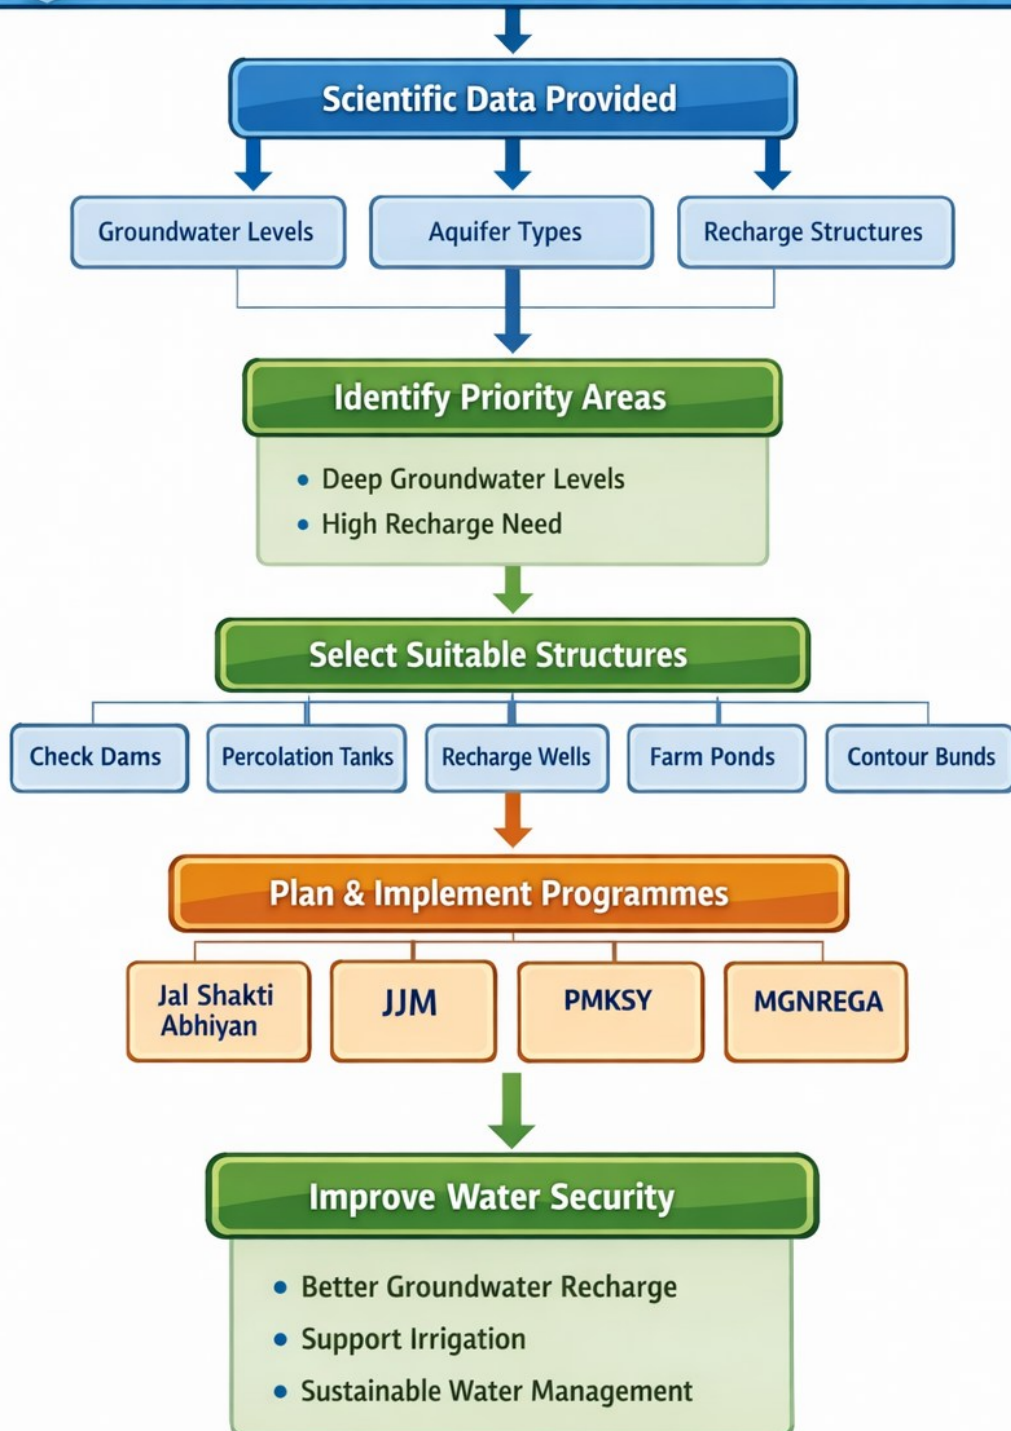 Scientific Data Provided
Groundwater Levels
Aquifer Types
Recharge Structures
Identify Priority Areas
• Deep Groundwater Levels
• High Recharge Need
Select Suitable Structures
Check Dams
Percolation Tanks
Recharge Wells
Farm Ponds
Contour Bunds
Plan & Implement Programmes
Jal Shakti
Abhiyan
JJM
PMKSY
MGNREGA
Improve Water Security
• Better Groundwater Recharge
• Support Irrigation
• Sustainable Water Management